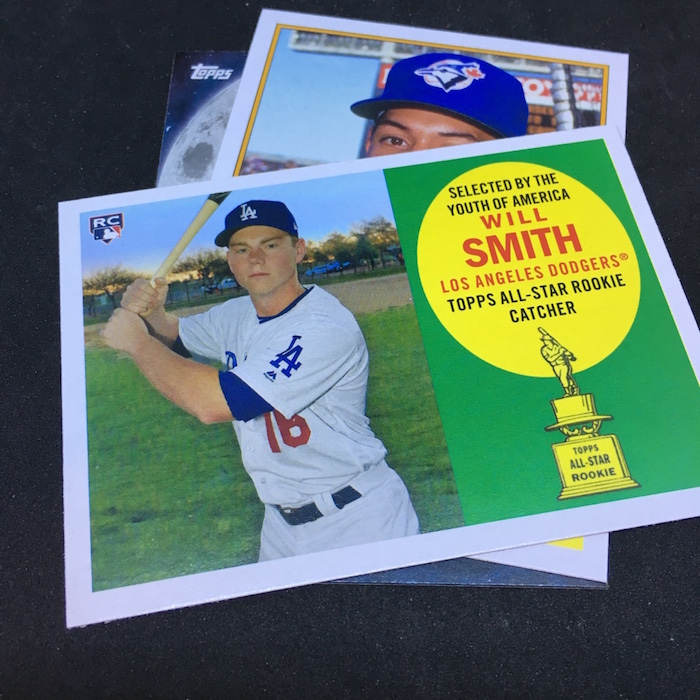 Topps
RC
LA
SELECTED BY THE
YOUTH OF AMERICA
WILL
SMITH
LOS ANGELES DODGERS®
TOPPS ALL-STAR ROOKIE
CATCHER
LA
16
TOPPS
ALL-STAR
ROOKIE